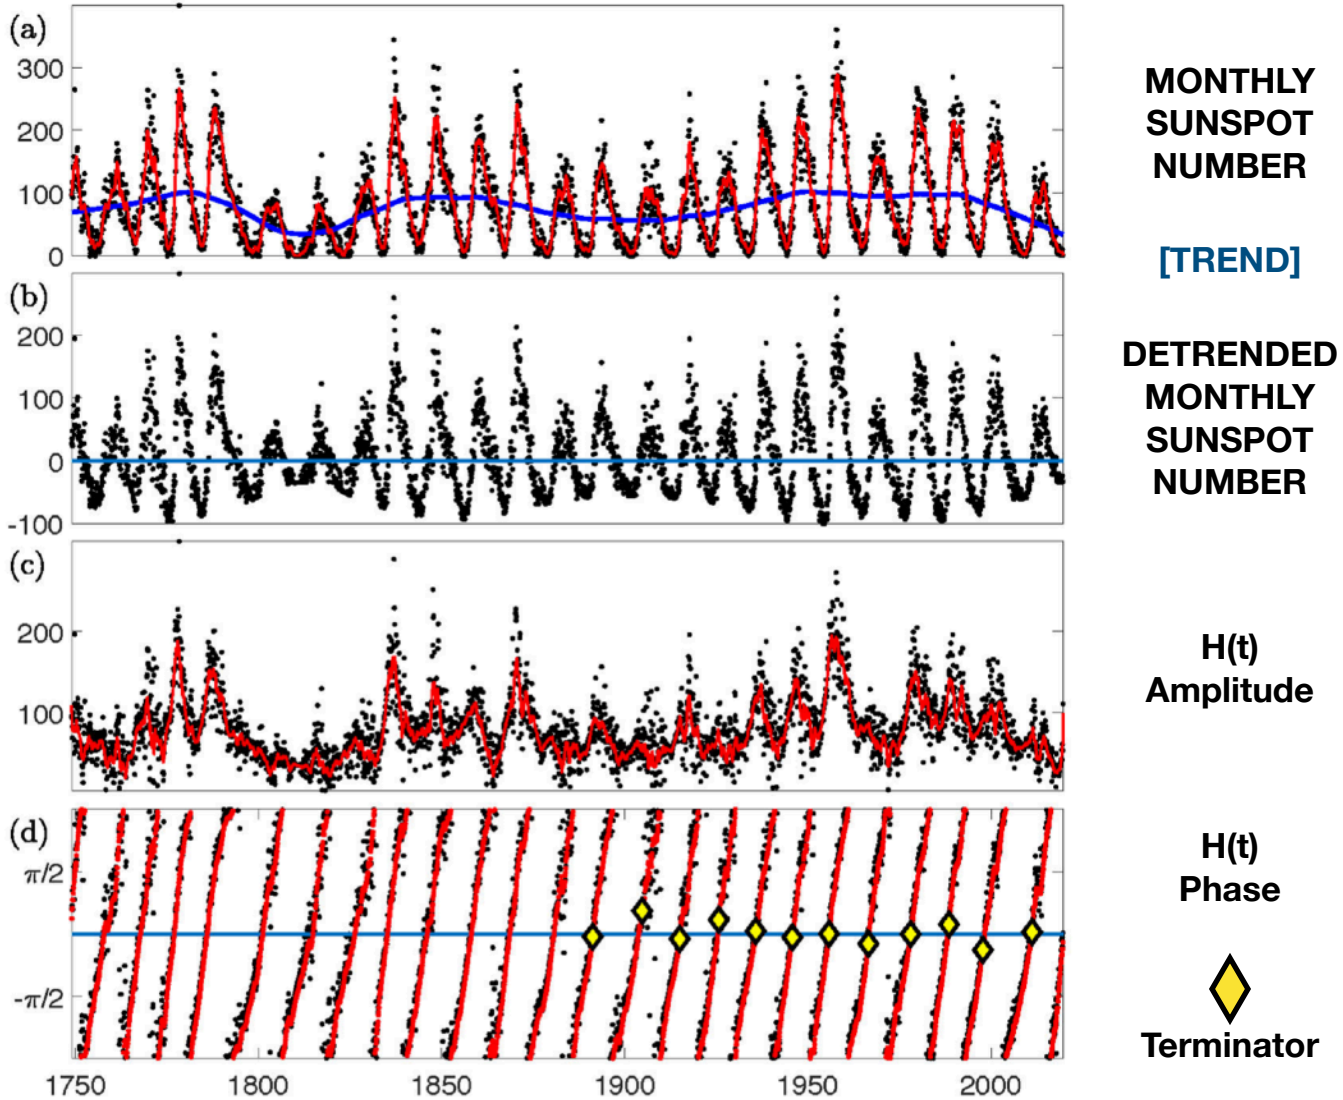 (a)
300
200
100
0
MONTHLY
SUNSPOT
NUMBER
[TREND]
(b)
200
100
0
-100
DETRENDED
MONTHLY
SUNSPOT
NUMBER
(c)
200
100
H(t)
Amplitude
(d)
π/2
-π/2
H(t)
Phase
Terminator
1750
1800
1850
1900
1950
2000